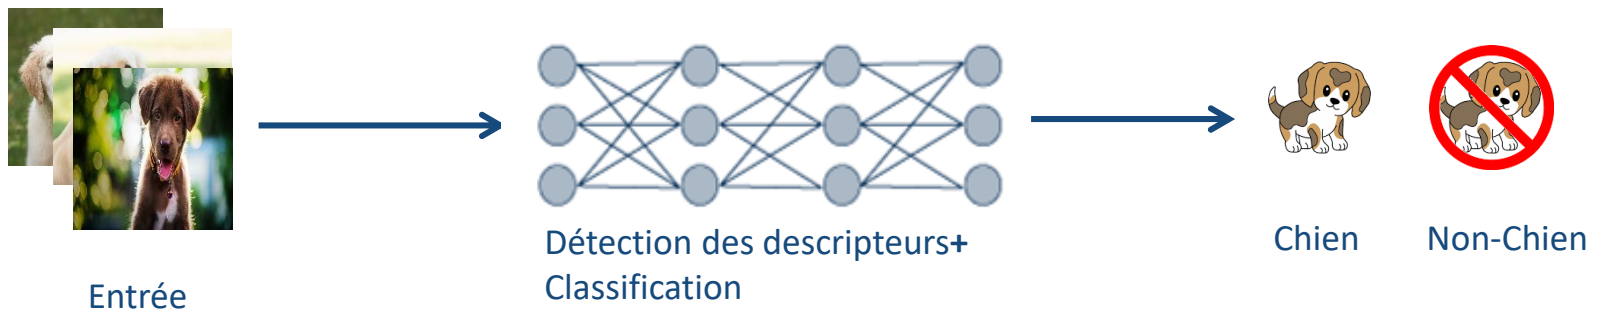 Entrée
Détection des descripteurs+
Classification
Chien
Non-Chien